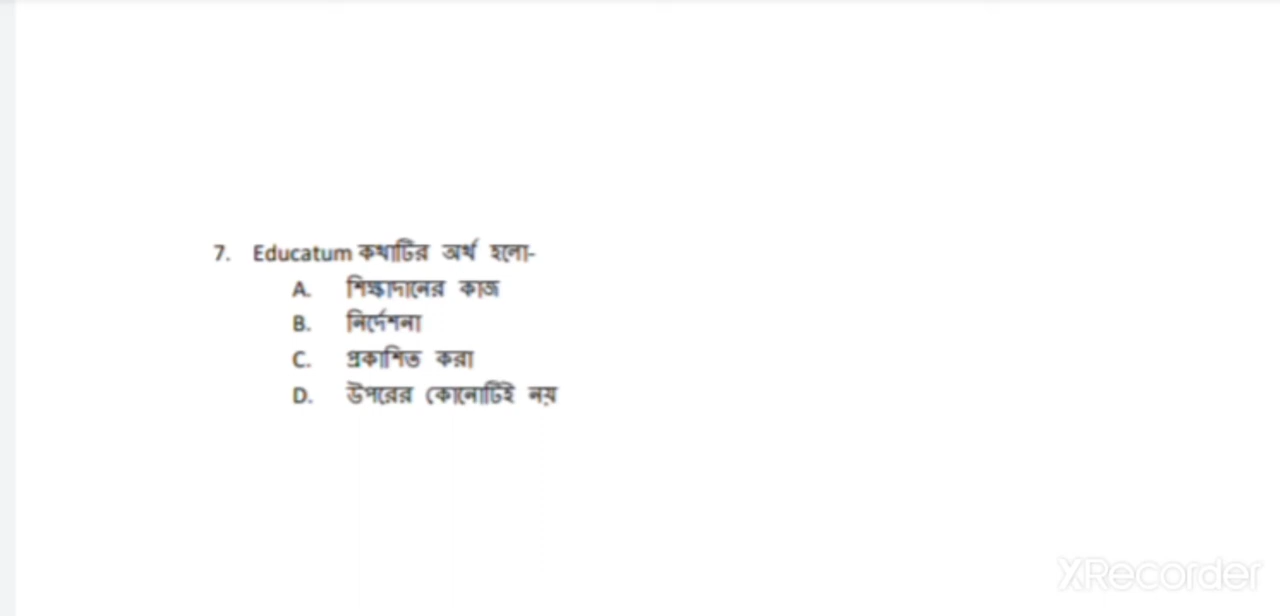 7. Educatum কথাটির অর্থ হলো-
A. শিক্ষাদানের কাজ
B. নির্দেশনা
C. প্রকাশিত করা
D. উপরের কোনোটিই নয়
XRecorder